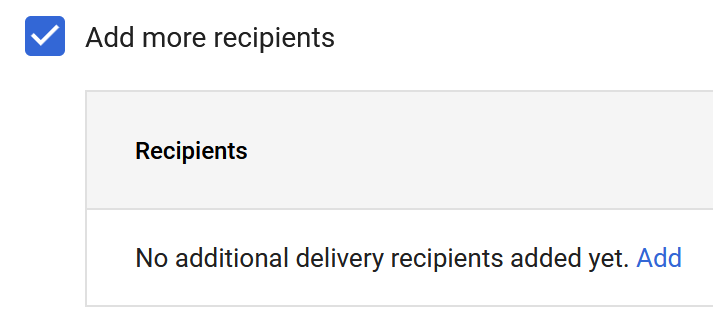 Add more recipients
Recipients
No additional delivery recipients added yet. Add